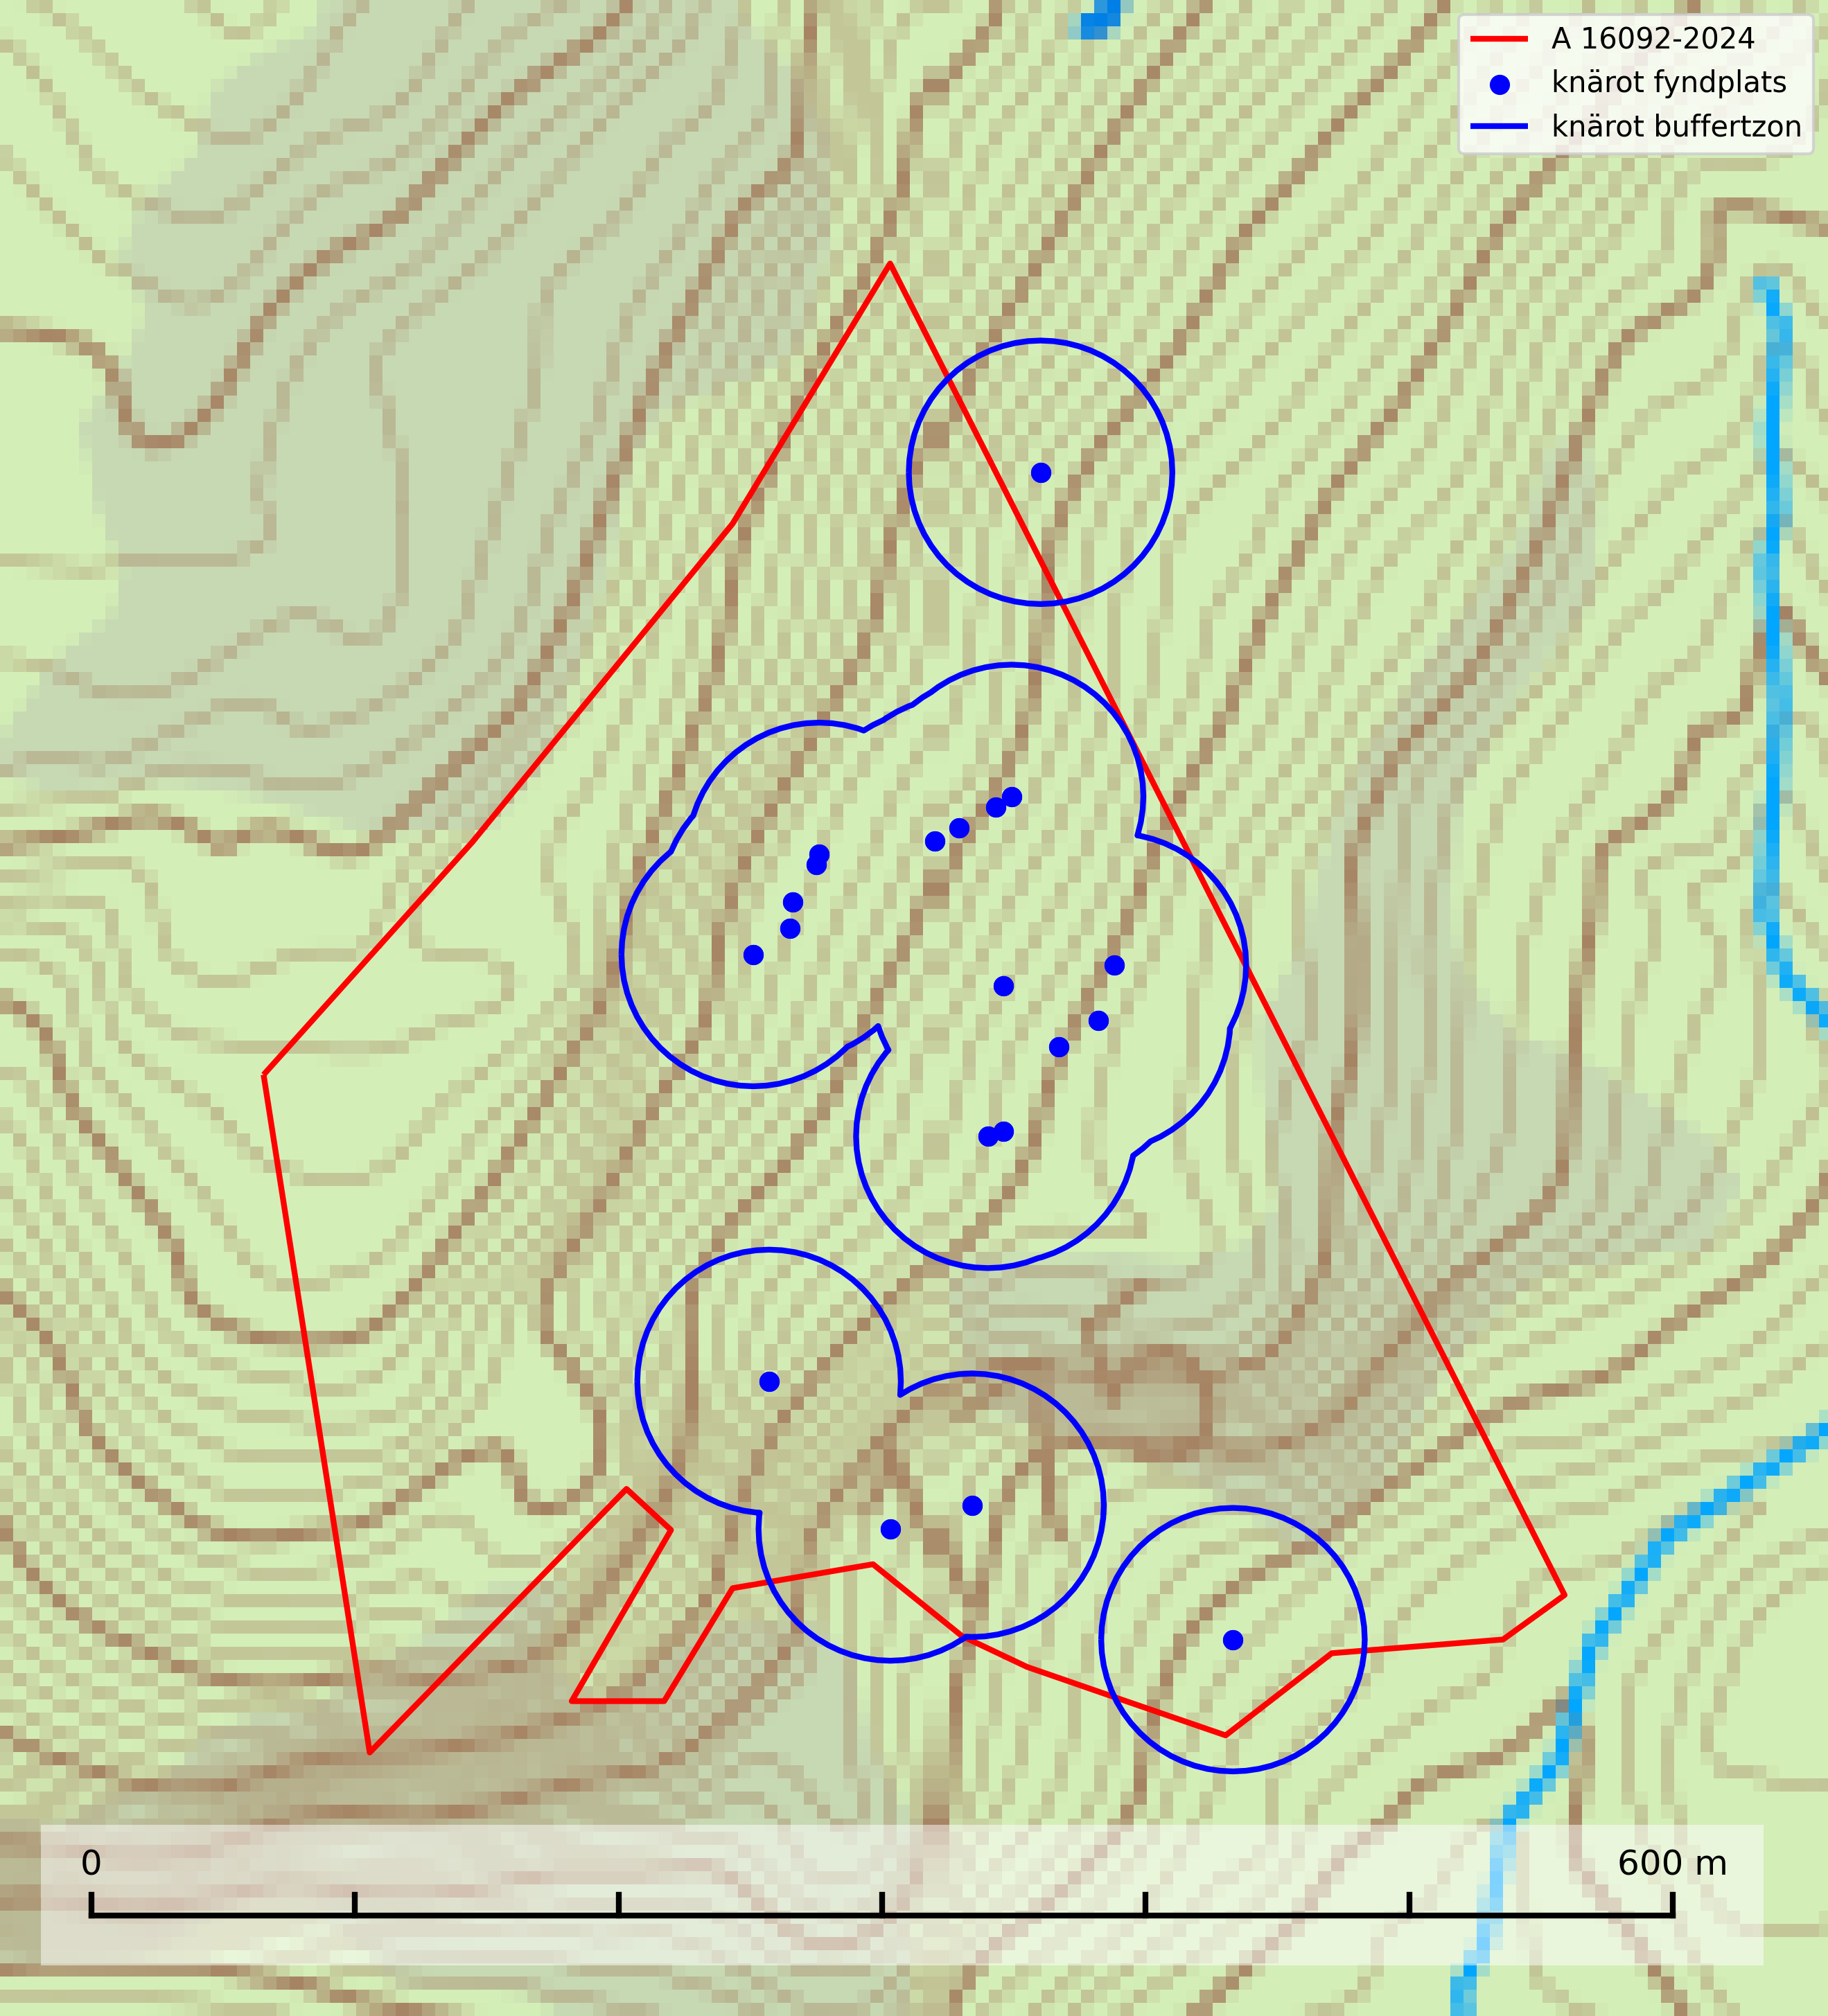 A 16092-2024
knärot fyndplats
knärot buffertzon
0 600 m